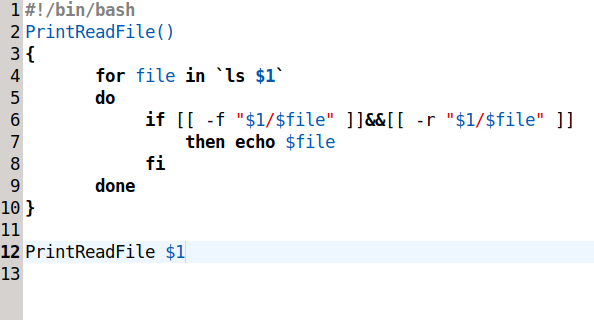 1 #!/bin/bash
2 PrintReadFile()
3 {
4 for file in `ls $1`
5 do
6 if [[ -f "$1/$file" ]]&&[[ -r "$1/$file" ]]
7 then echo $file
8 fi
9 done
10 }
11
12 PrintReadFile $1
13